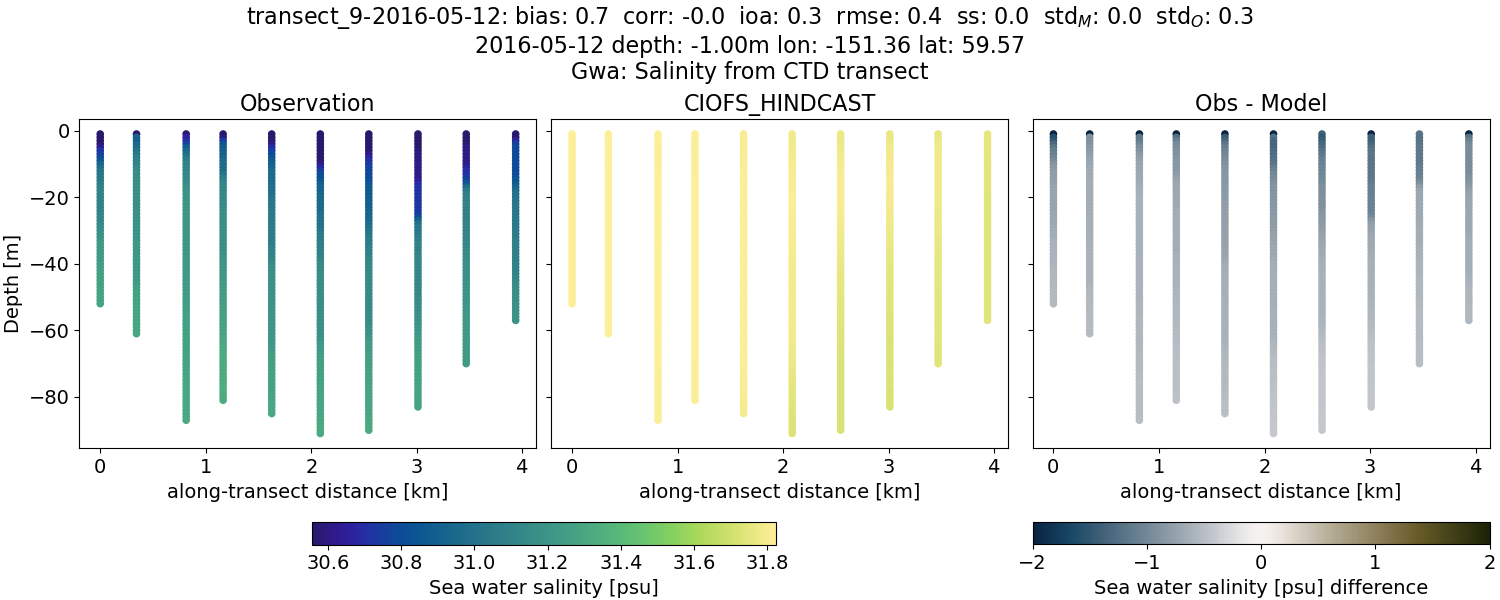 transect_9-2016-05-12: bias: 0.7  corr: -0.0  ioa: 0.3  rmse: 0.4  ss: 0.0  std_M: 0.0  std_O: 0.3
2016-05-12 depth: -1.00m lon: -151.36 lat: 59.57
Gwa: Salinity from CTD transect
Observation CIOFS_HINDCAST Obs - Model
0
−20
−40
−60
−80
Depth [m]
0 1 2 3 4 0 1 2 3 4 0 1 2 3 4
along-transect distance [km] along-transect distance [km] along-transect distance [km]
30.6 30.8 31.0 31.2 31.4 31.6 31.8 −2 −1 0 1 2
Sea water salinity [psu] Sea water salinity [psu] difference